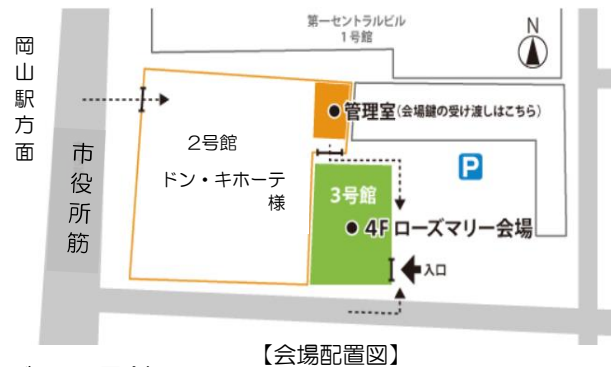 第一セントラルビル
1号館
N
岡山駅方面
市役所筋
管理室(会場鍵の受け渡しはこちら)
2号館
ドン・キホーテ
様
P
3号館
4F ローズマリー会場
入口
【会場配置図】